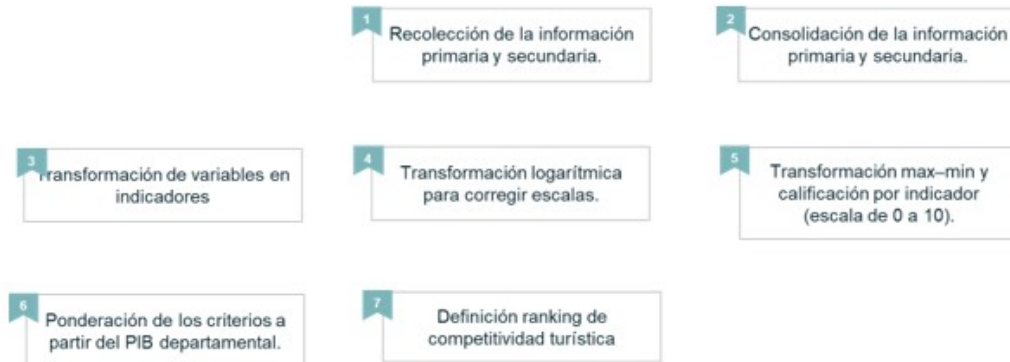 1
Recolección de la información
primaria y secundaria.
2
Consolidación de la información
primaria y secundaria.
3
Transformación de variables en
indicadores
4
Transformación logarítmica
para corregir escalas.
5
Transformación max–min y
calificación por indicador
(escala de 0 a 10).
6
Ponderación de los criterios a
partir del PIB departamental.
7
Definición ranking de
competitividad turística